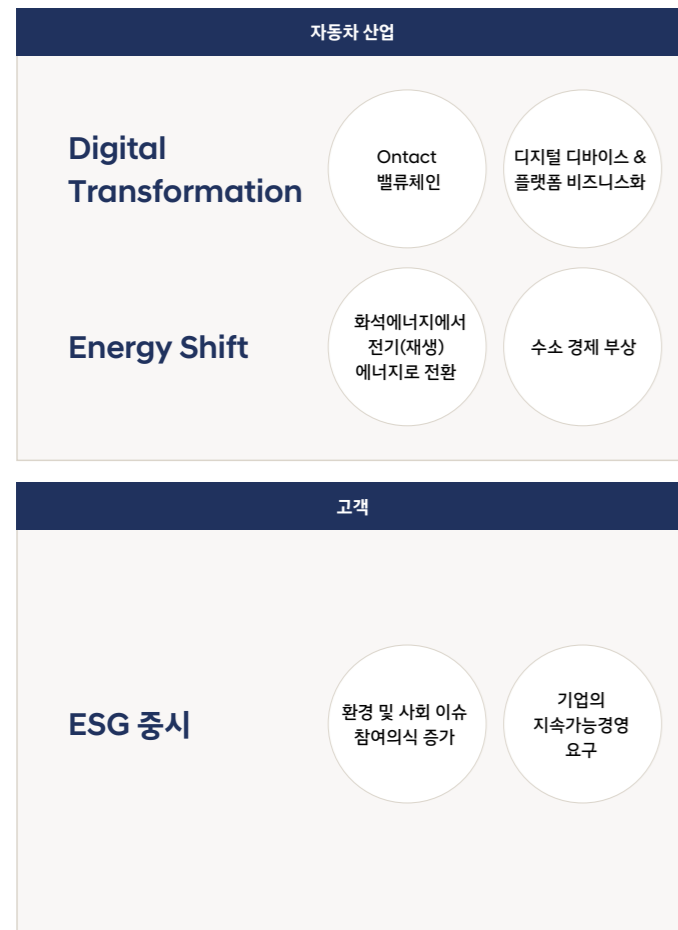 자동차 산업
Digital
Transformation
Ontact
밸류체인
디지털 디바이스 &
플랫폼 비즈니스화
Energy Shift
화석에너지에서
전기(재생)
에너지로 전환
수소 경제 부상
고객
ESG 중시
환경 및 사회 이슈
참여의식 증가
기업의
지속가능경영
요구